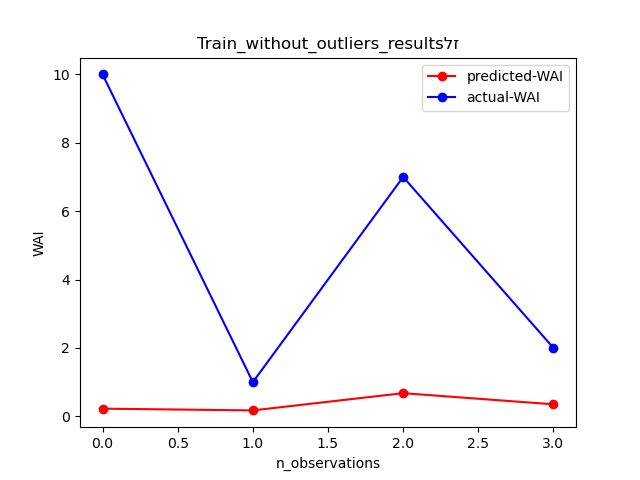 Train_without_outliers_resultsזל
predicted-WAI
actual-WAI
10
8
6
4
2
0
WAI
0.0 0.5 1.0 1.5 2.0 2.5 3.0
n_observations